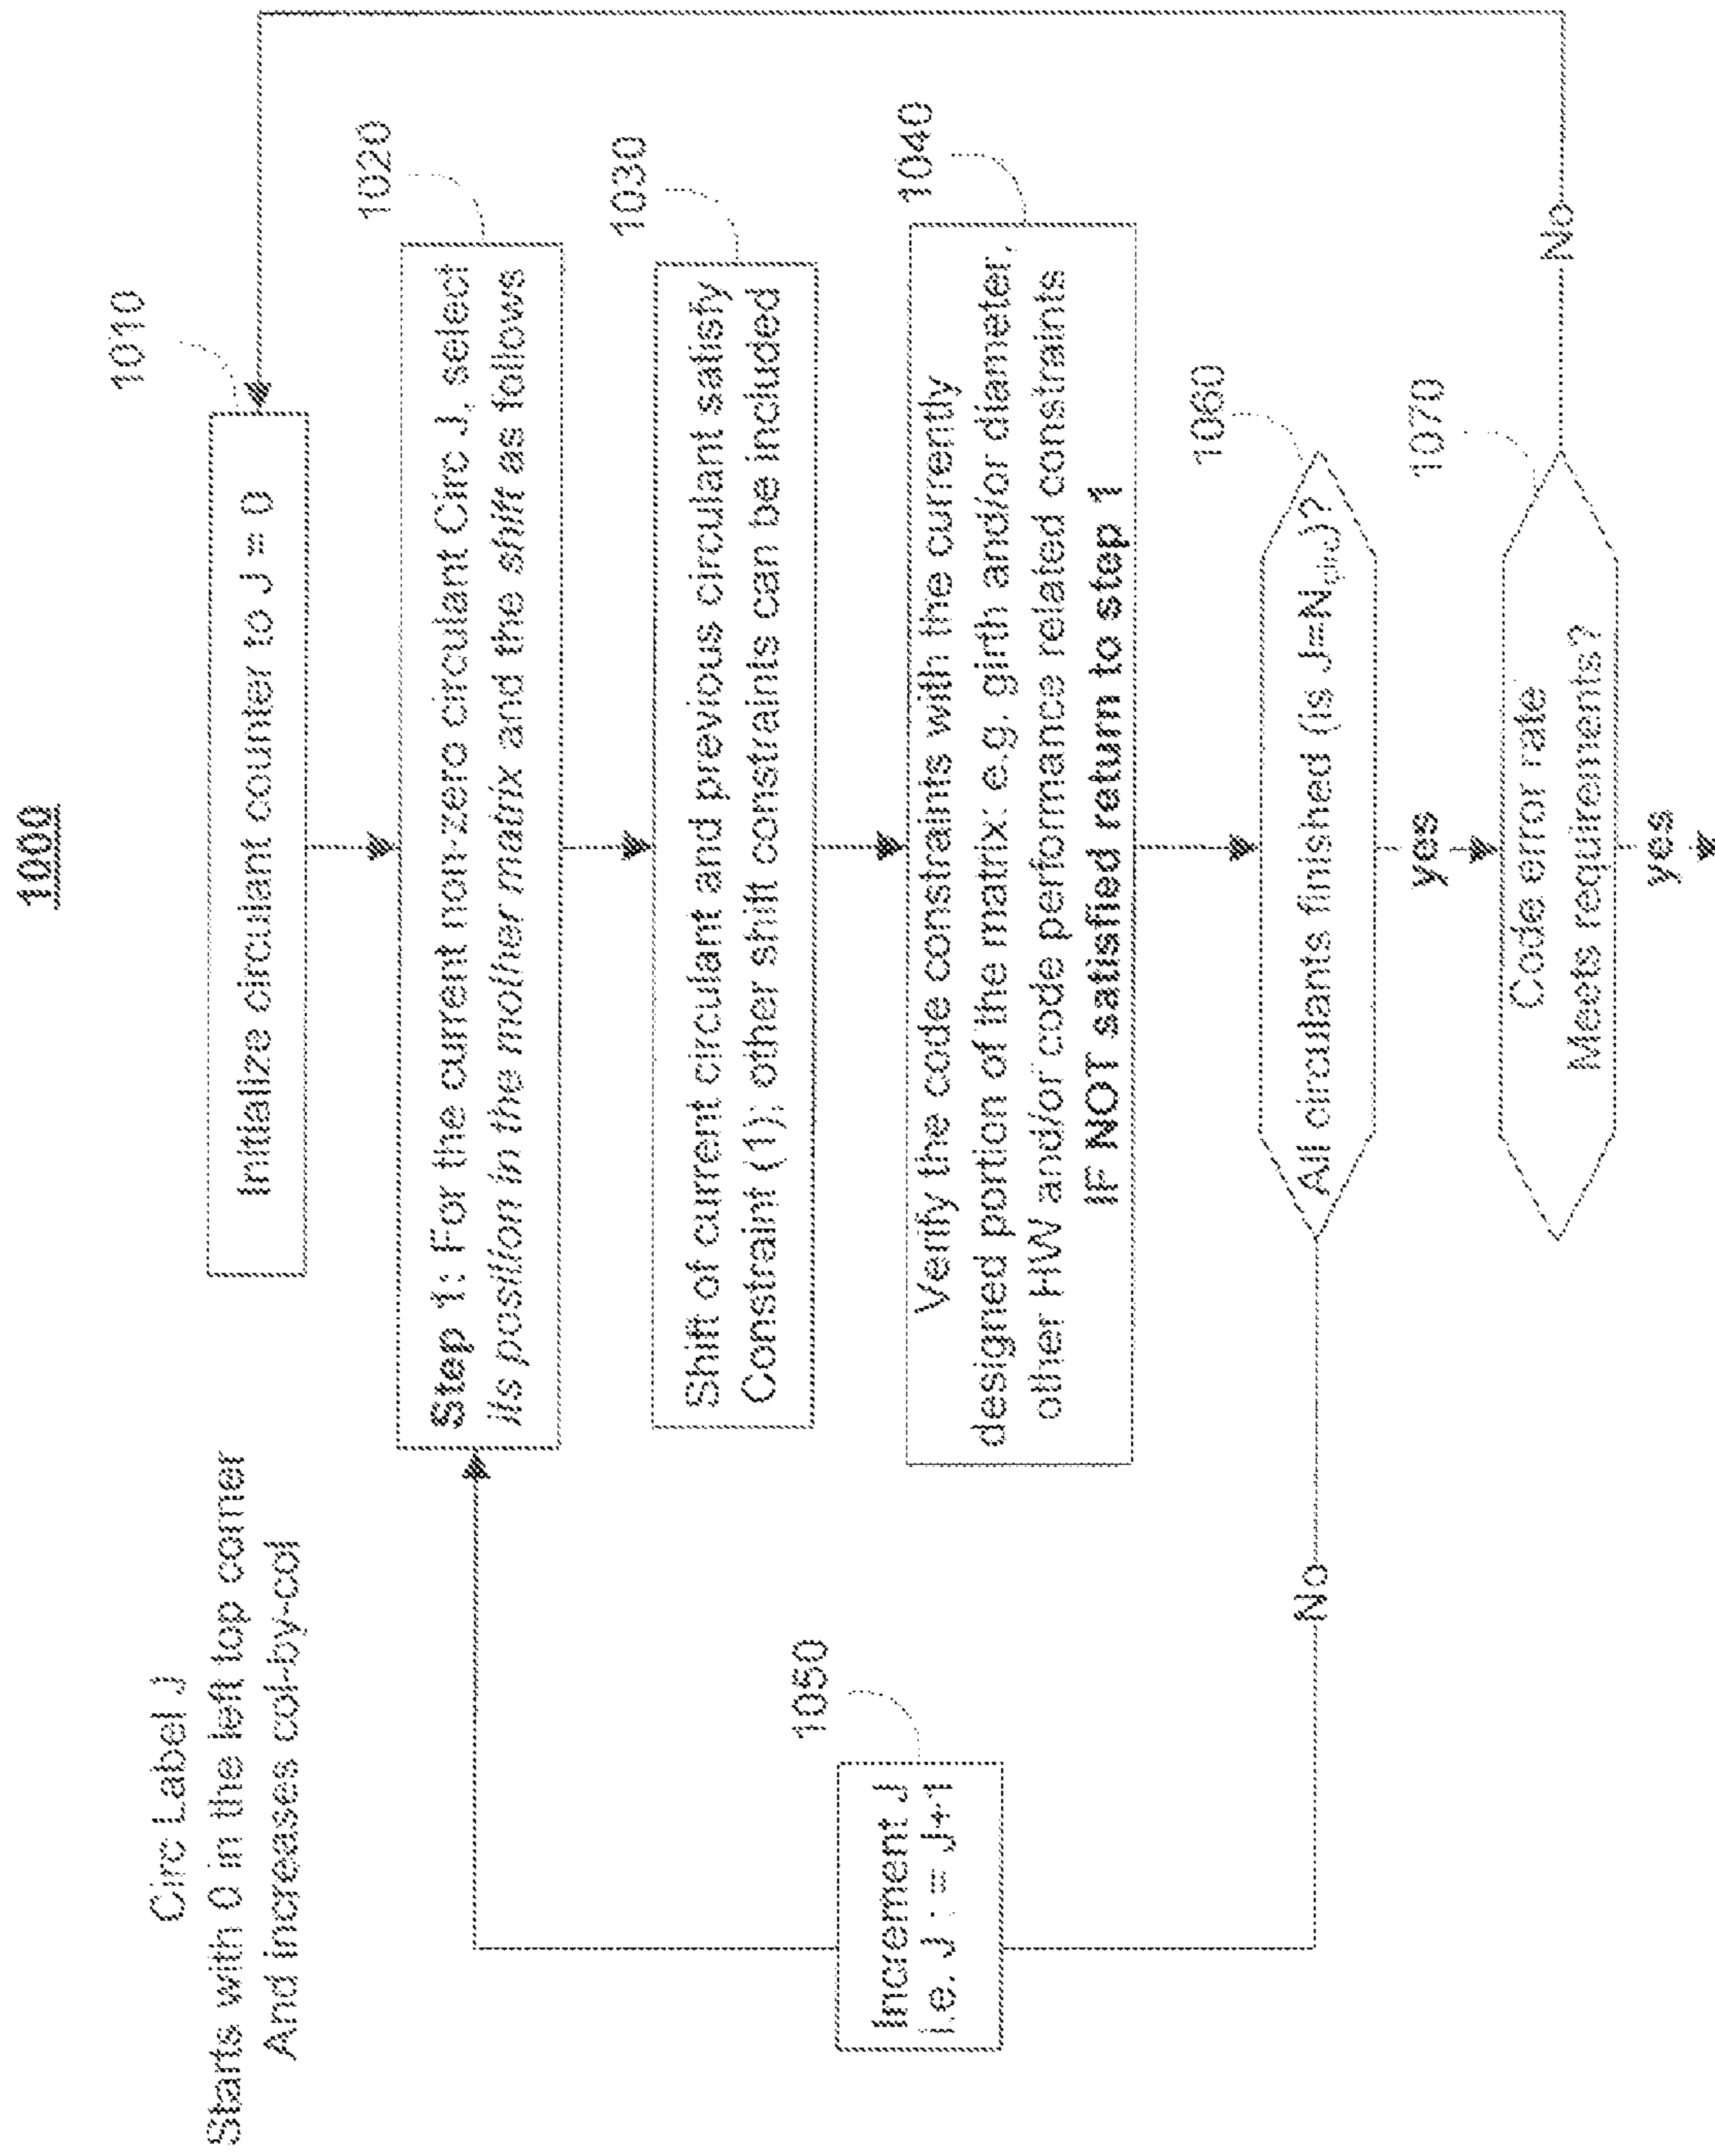 1000
Circ Label J
Starts with 0 in the left top corner
And increases col-by-col
Initialize circulant counter to J = 0
1010
Step 1: For the current non-zero circulant Circ J, select
its position in the mother matrix and the shift as follows
1020
Shift of current circulant and previous circulant satisfy
Constraint (1); other shift constraints can be included
1030
Verify the code constraints with the currently
designed portion of the matrix: e.g. girth and/or diameter,
other HW and/or code performance related constraints
IF NOT satisfied return to step 1
1040
Increment J
i.e. J : = J+1
1050
All circulants finished (is J=Ncirc)?
1060
No
yes
Code error rate
Meets requirements?
1070
No
yes